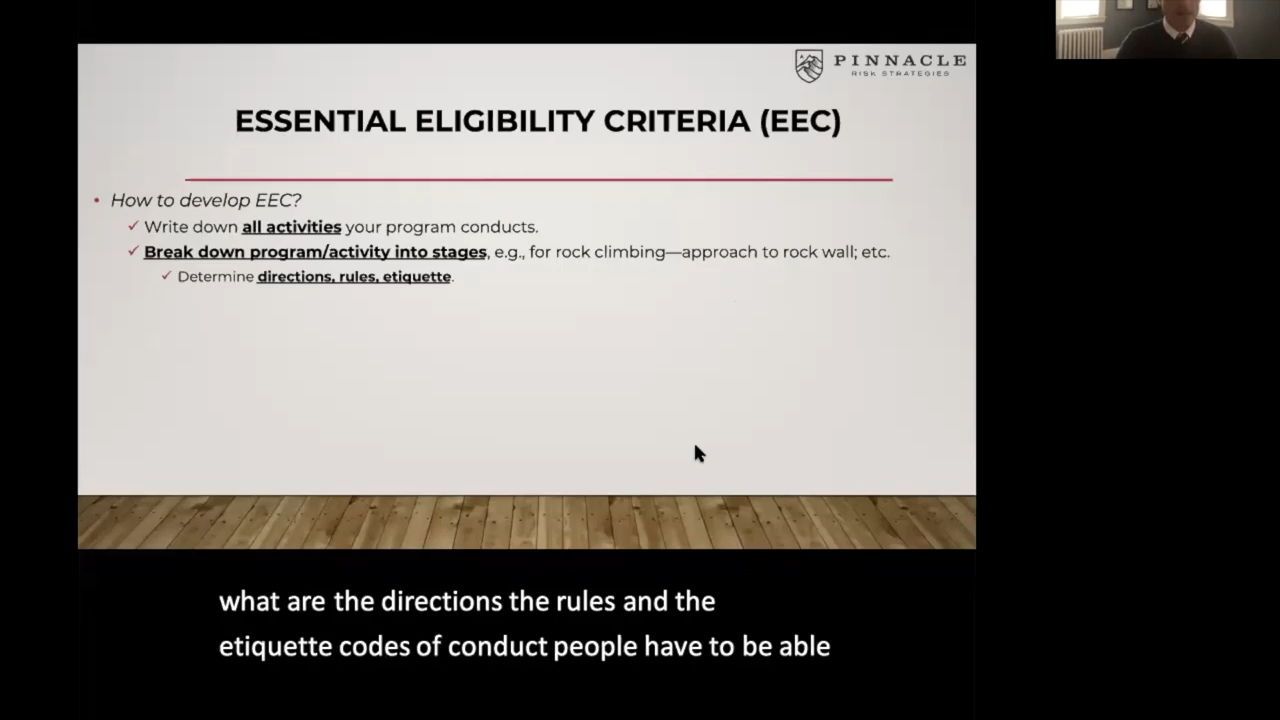 PINNACLE
RISK STRATEGIES
ESSENTIAL ELIGIBILITY CRITERIA (EEC)
• How to develop EEC?
✓ Write down all activities your program conducts.
✓ Break down program/activity into stages, e.g., for rock climbing—approach to rock wall; etc.
✓ Determine directions, rules, etiquette.
what are the directions the rules and the
etiquette codes of conduct people have to be able